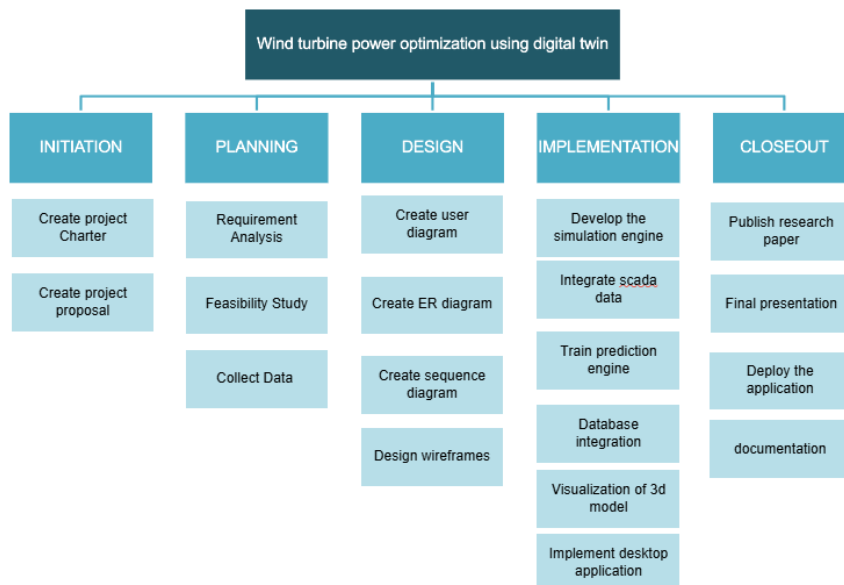 Wind turbine power optimization using digital twin
INITIATION
PLANNING
DESIGN
IMPLEMENTATION
CLOSEOUT
Create project
Charter
Create project
proposal
Requirement
Analysis
Feasibility Study
Collect Data
Create user
diagram
Create ER diagram
Create sequence
diagram
Design wireframes
Develop the
simulation engine
Integrate scada
data
Train prediction
engine
Database
integration
Visualization of 3d
model
Implement desktop
application
Publish research
paper
Final presentation
Deploy the
application
documentation